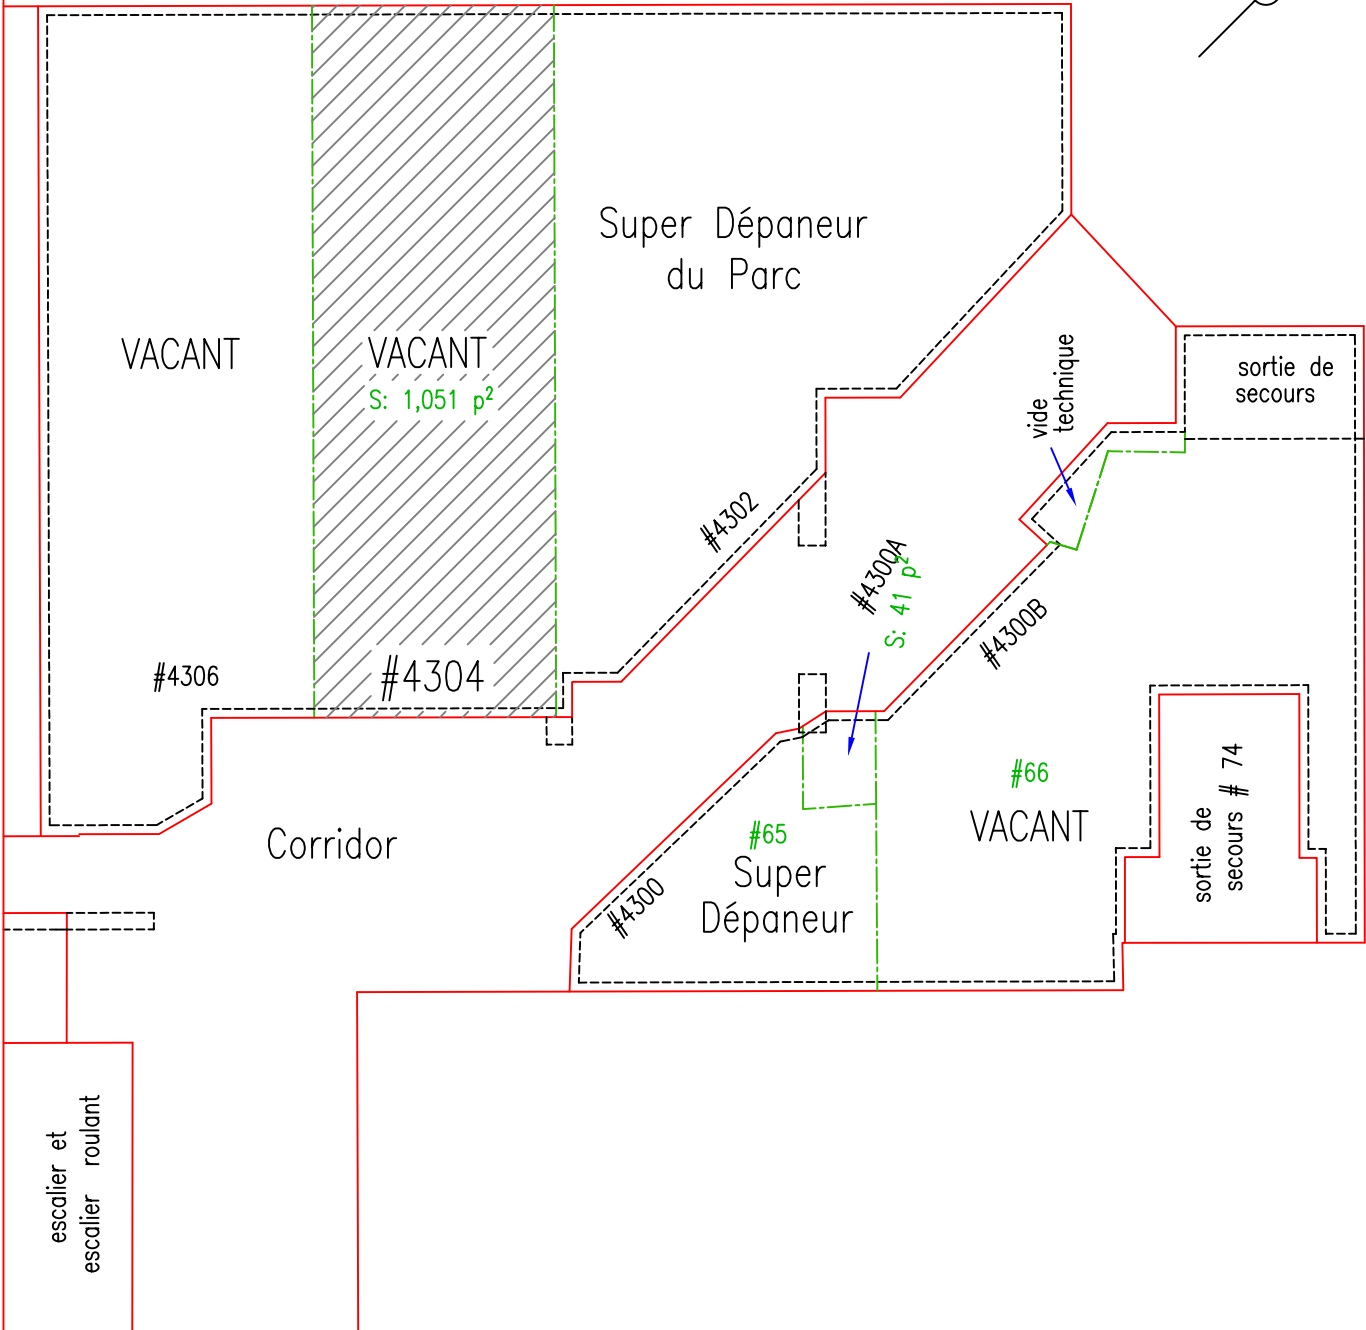 Super Dépaneur
du Parc
VACANT
VACANT
S: 1,051 p²
sortie de
secours
vide
technique
#4302
#4300A
S: 41 p²
#4300B
#4306
#4304
#66
VACANT
sortie de
secours # 74
Corridor
#65
Super
Dépaneur
#4300
escalier et
escalier roulant